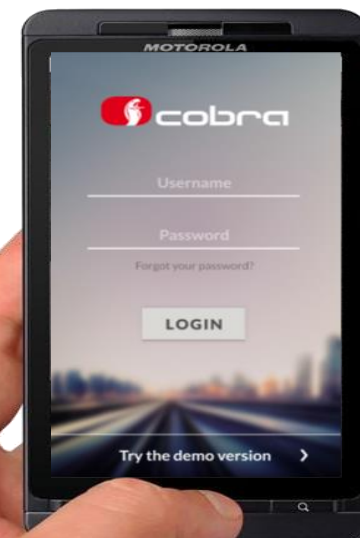 MOTOROLA
cobra
Username
Password
Forgot your password?
LOGIN
Try the demo version